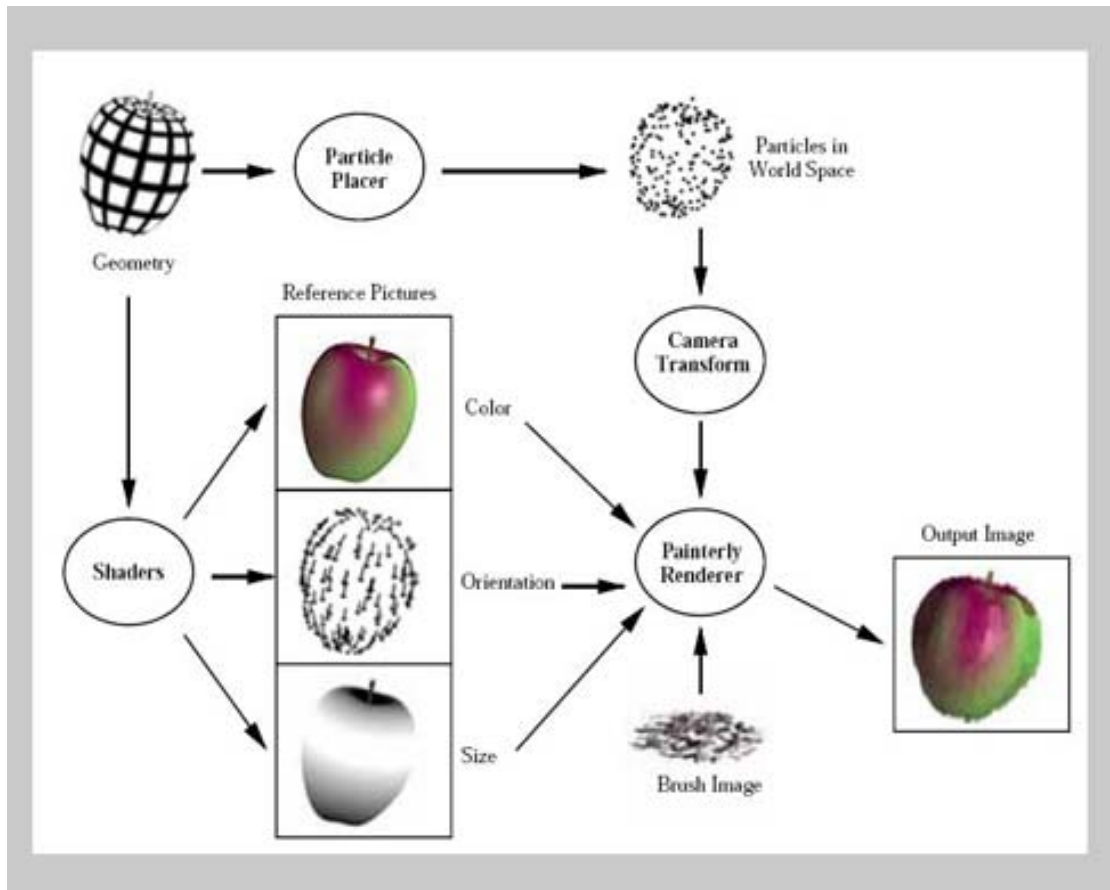 Particle
Placer
Particles in
World Space
Geometry
Reference Pictures
Camera
Transform
Color
Shaders
Orientation
Painterly
Renderer
Output Image
Size
Brush Image